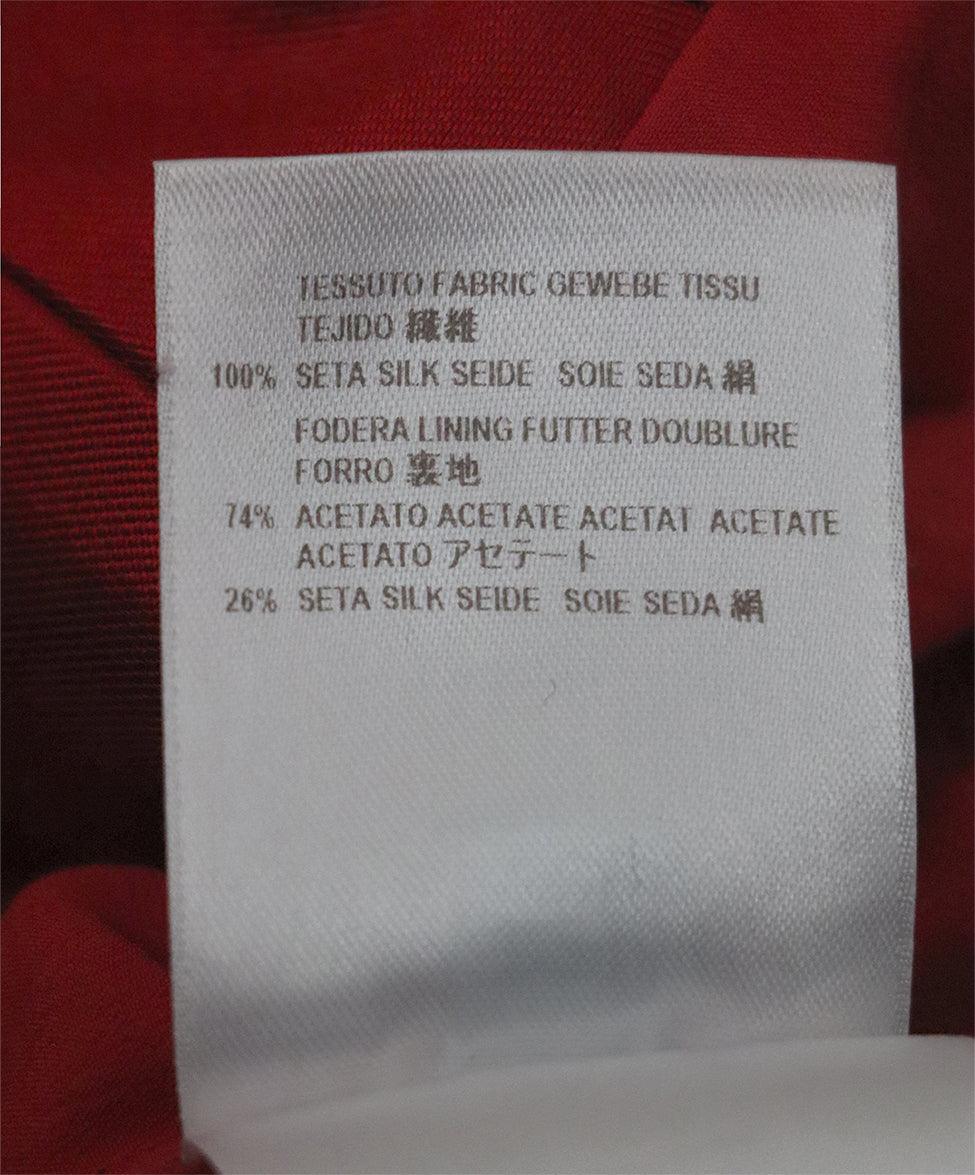 TESSUTO FABRIC GEWEBE TISSU
TEJIDO 繊維
100% SETA SILK SEIDE SOIE SEDA 絹
FODERA LINING FUTTER DOUBLURE
FORRO 裏地
74% ACETATO ACETATE ACETAT ACETATE
ACETATO アセテート
26% SETA SILK SEIDE SOIE SEDA 絹